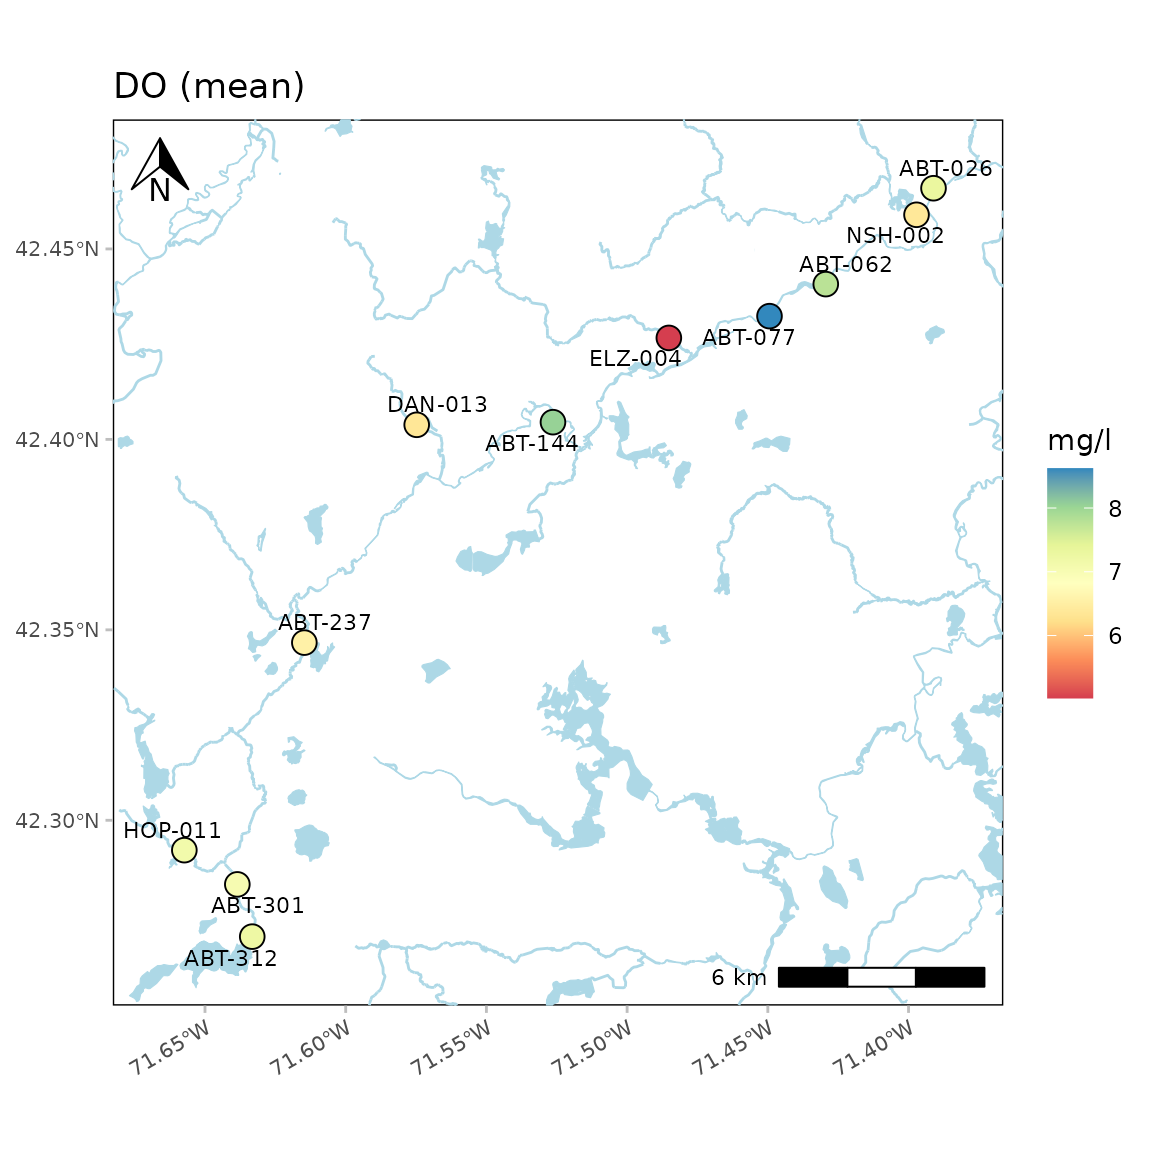 DO (mean)
N
ABT-026
NSH-002
ABT-062
ABT-077
ELZ-004
DAN-013
ABT-144
ABT-237
HOP-011
ABT-301
ABT-312
6 km
42.45°N
42.40°N
42.35°N
42.30°N
71.65°W
71.60°W
71.55°W
71.50°W
71.45°W
71.40°W
mg/l
8
7
6